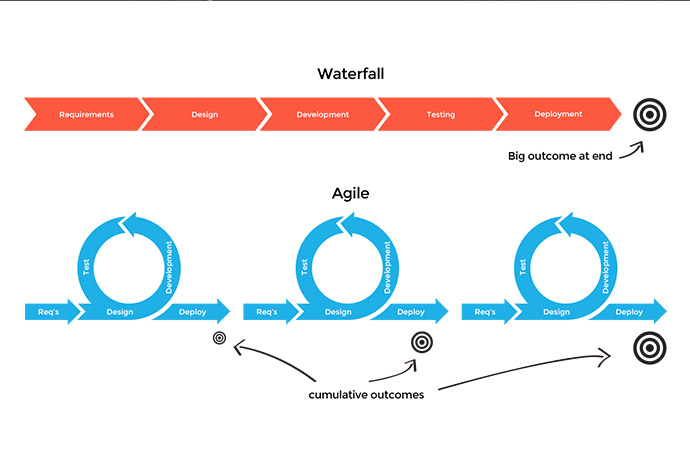 Waterfall
Requirements
Design
Development
Testing
Deployment
Big outcome at end
Agile
Test
Development
Req's
Design
Deploy
Test
Development
Req's
Design
Deploy
Test
Development
Req's
Design
Deploy
cumulative outcomes